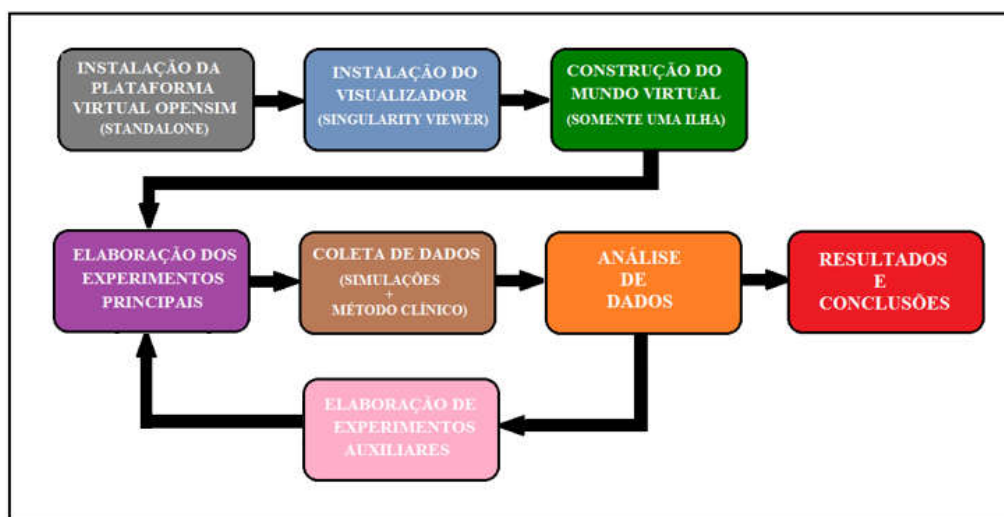 INSTALAÇÃO DA
PLATAFORMA
VIRTUAL OPENSIM
(STANDALONE)
INSTALAÇÃO DO
VISUALIZADOR
(SINGULARITY VIEWER)
CONSTRUÇÃO DO
MUNDO VIRTUAL
(SOMENTE UMA ILHA)
ELABORAÇÃO DOS
EXPERIMENTOS
PRINCIPAIS
COLETA DE DADOS
(SIMULAÇÕES
+
MÉTODO CLÍNICO)
ANÁLISE
DE
DADOS
RESULTADOS
E
CONCLUSÕES
ELABORAÇÃO DE
EXPERIMENTOS
AUXILIARES